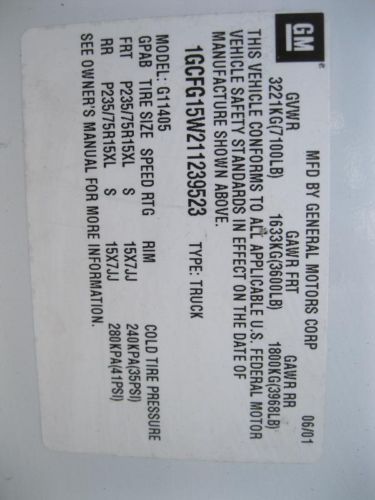 GM
MFD BY GENERAL MOTORS CORP 06/01
GVWR GAWR FRT GAWR RR
3221KG(7100LB) 1633KG(3600LB) 1800KG(3968LB)
THIS VEHICLE CONFORMS TO ALL APPLICABLE U.S. FEDERAL MOTOR
VEHICLE SAFETY STANDARDS IN EFFECT ON THE DATE OF
MANUFACTURE SHOWN ABOVE.
1GCFG15W211239523 TYPE: TRUCK
MODEL: G11405
GPAB TIRE SIZE SPEED RTG RIM COLD TIRE PRESSURE
FRT P235/75R15XL S 15X7JJ 240KPA(35PSI)
RR P235/75R15XL S 15X7JJ 280KPA(41PSI)
SEE OWNER'S MANUAL FOR MORE INFORMATION.